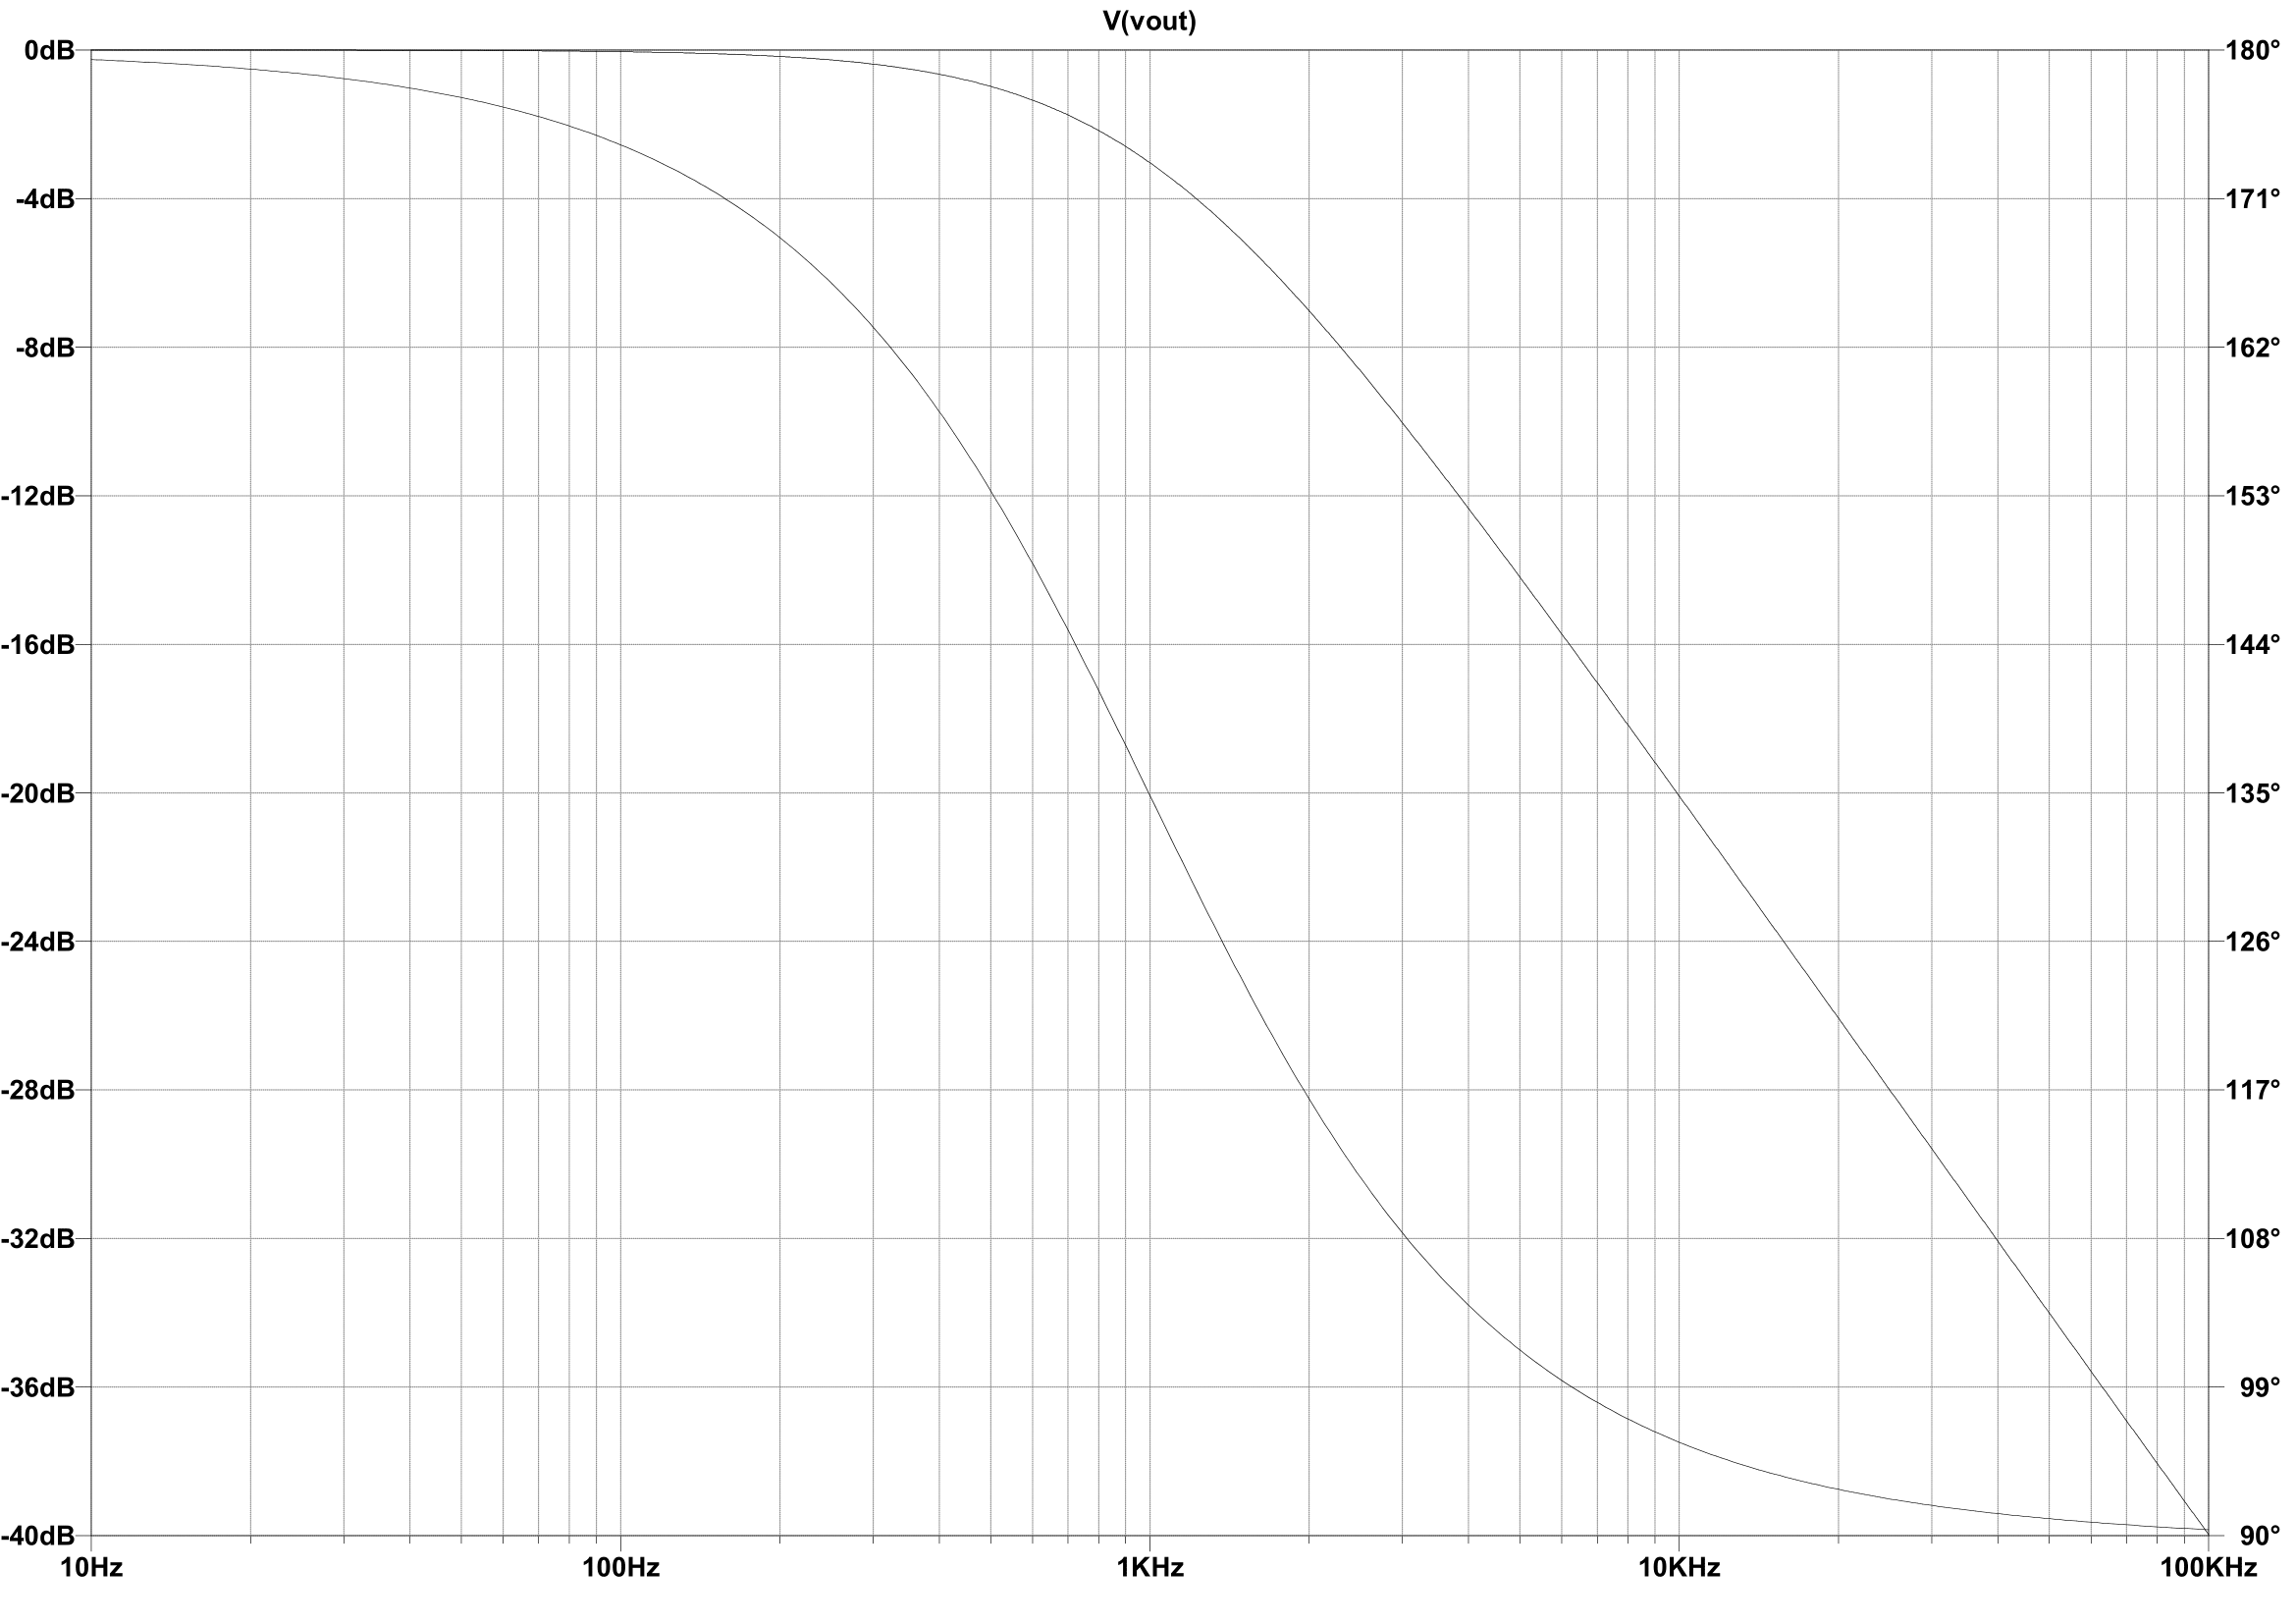 V(vout)
0dB 180°
-4dB 171°
-8dB 162°
-12dB 153°
-16dB 144°
-20dB 135°
-24dB 126°
-28dB 117°
-32dB 108°
-36dB 99°
-40dB 90°
10Hz 100Hz 1KHz 10KHz 100KHz